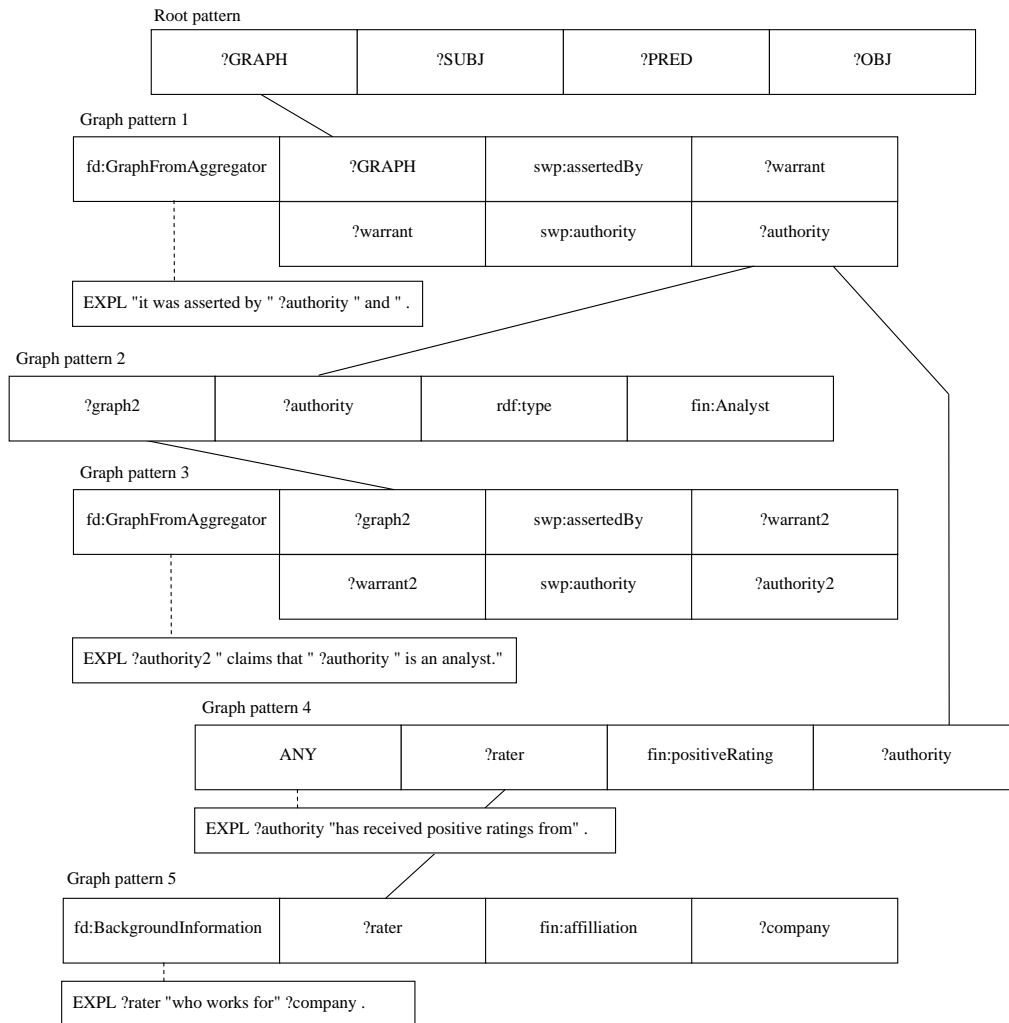 Root pattern
?GRAPH ?SUBJ ?PRED ?OBJ
Graph pattern 1
fd:GraphFromAggregator ?GRAPH swp:assertedBy ?warrant
?warrant swp:authority ?authority
EXPL "it was asserted by " ?authority " and " .
Graph pattern 2
?graph2 ?authority rdf:type fin:Analyst
Graph pattern 3
fd:GraphFromAggregator ?graph2 swp:assertedBy ?warrant2
?warrant2 swp:authority ?authority2
EXPL ?authority2 " claims that " ?authority " is an analyst."
Graph pattern 4
ANY ?rater fin:positiveRating ?authority
EXPL ?authority "has received positive ratings from" .
Graph pattern 5
fd:BackgroundInformation ?rater fin:affilliation ?company
EXPL ?rater "who works for" ?company .